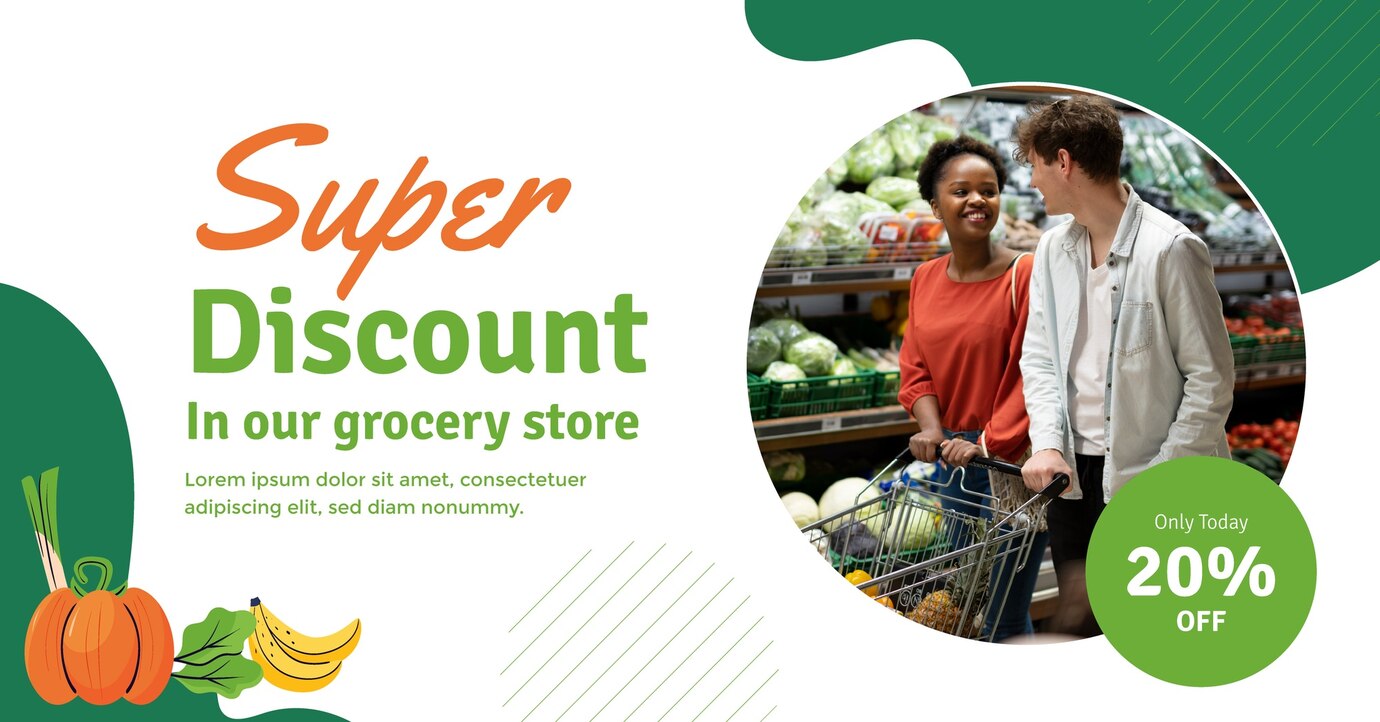 Super
Discount
In our grocery store
Lorem ipsum dolor sit amet, consectetuer
adipiscing elit, sed diam nonummy.
Only Today
20%
OFF